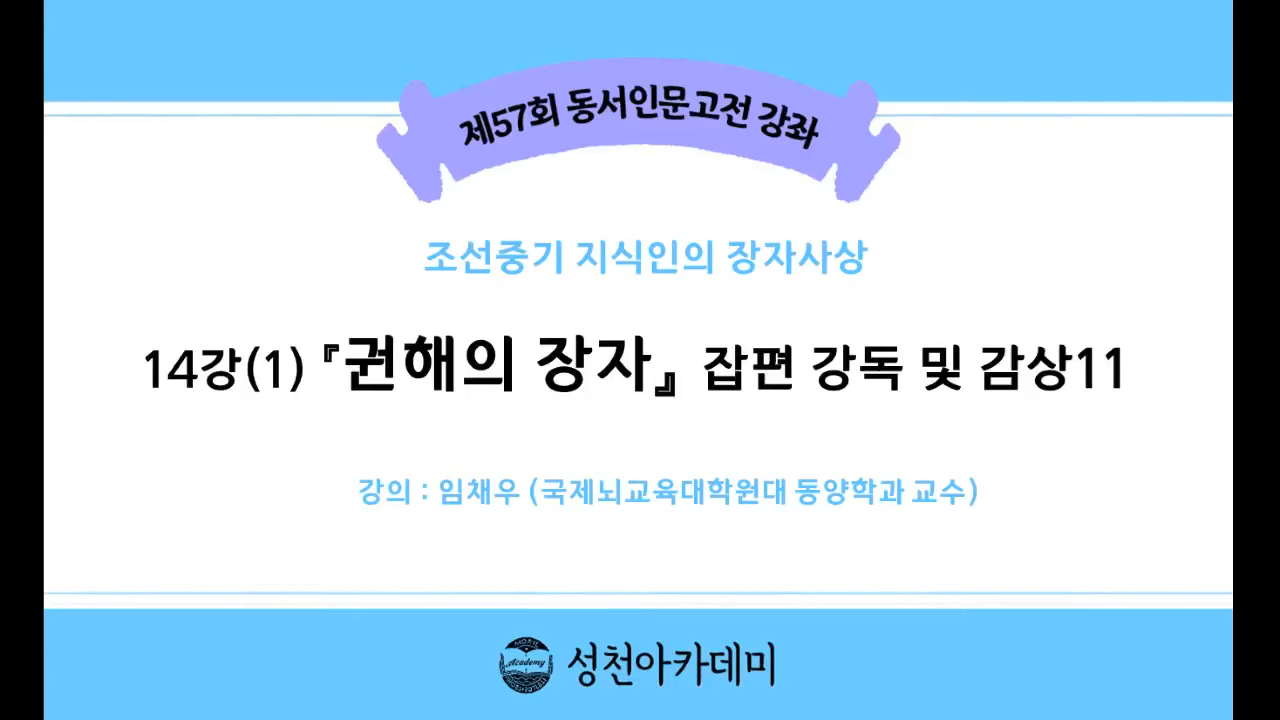 제57회 동서인문고전 강좌
조선중기 지식인의 장자사상
14강(1) 『권해의 장자』 잡편 강독 및 감상11
강의 : 임채우 (국제뇌교육대학원대 동양학과 교수)
Academy
성천아카데미